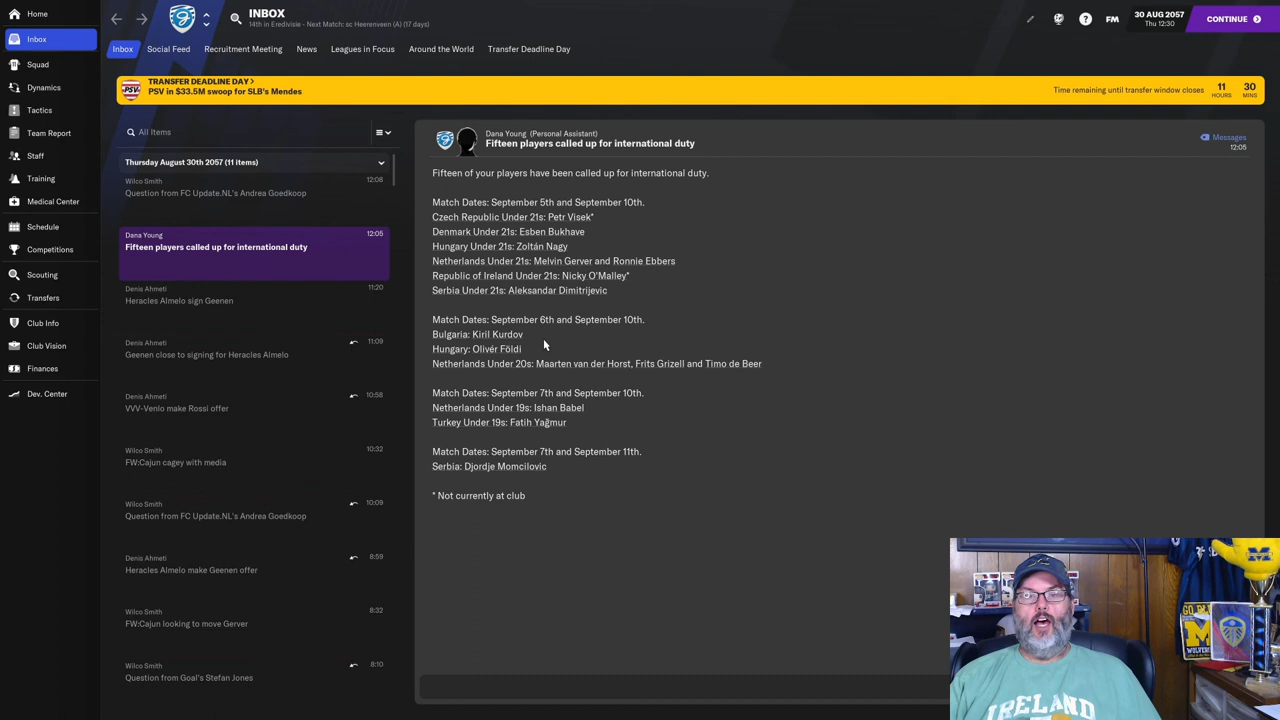 Home
Inbox
Squad
Dynamics
Tactics
Team Report
Staff
Training
Medical Center
Schedule
Competitions
Scouting
Transfers
Club Info
Club Vision
Finances
Dev. Center
INBOX
14th in Eredivisie - Next Match: sc Heerenveen (A) (17 days)
FM
30 AUG 2057
Thu 12:30
CONTINUE
Inbox
Social Feed
Recruitment Meeting
News
Leagues in Focus
Around the World
Transfer Deadline Day
TRANSFER DEADLINE DAY >
PSV in $33.5M swoop for SLB's Mendes
Time remaining until transfer window closes
11 HOURS
30 MINS
All Items
Thursday August 30th 2057 (11 items)
Wilco Smith 12:08
Question from FC Update.NL's Andrea Goedkoop
Dana Young 12:05
Fifteen players called up for international duty
Denis Ahmeti 11:20
Heracles Almelo sign Geenen
Denis Ahmeti 11:09
Geenen close to signing for Heracles Almelo
Denis Ahmeti 10:58
VVV-Venlo make Rossi offer
Wilco Smith 10:32
FW:Cajun cagey with media
Wilco Smith 10:09
Question from FC Update.NL's Andrea Goedkoop
Denis Ahmeti 8:59
Heracles Almelo make Geenen offer
Wilco Smith 8:32
FW:Cajun looking to move Gerver
Wilco Smith 8:10
Question from Goal's Stefan Jones
Dana Young (Personal Assistant)
Fifteen players called up for international duty
Messages
12:05
Fifteen of your players have been called up for international duty.
Match Dates: September 5th and September 10th.
Czech Republic Under 21s: Petr Visek*
Denmark Under 21s: Esben Bukhave
Hungary Under 21s: Zoltán Nagy
Netherlands Under 21s: Melvin Gerver and Ronnie Ebbers
Republic of Ireland Under 21s: Nicky O'Malley*
Serbia Under 21s: Aleksandar Dimitrijevic
Match Dates: September 6th and September 10th.
Bulgaria: Kiril Kurdov
Hungary: Olivér Földi
Netherlands Under 20s: Maarten van der Horst, Frits Grizell and Timo de Beer
Match Dates: September 7th and September 10th.
Netherlands Under 19s: Ishan Babel
Turkey Under 19s: Fatih Yağmur
Match Dates: September 7th and September 11th.
Serbia: Djordje Momcilovic
* Not currently at club
M
IRELAND